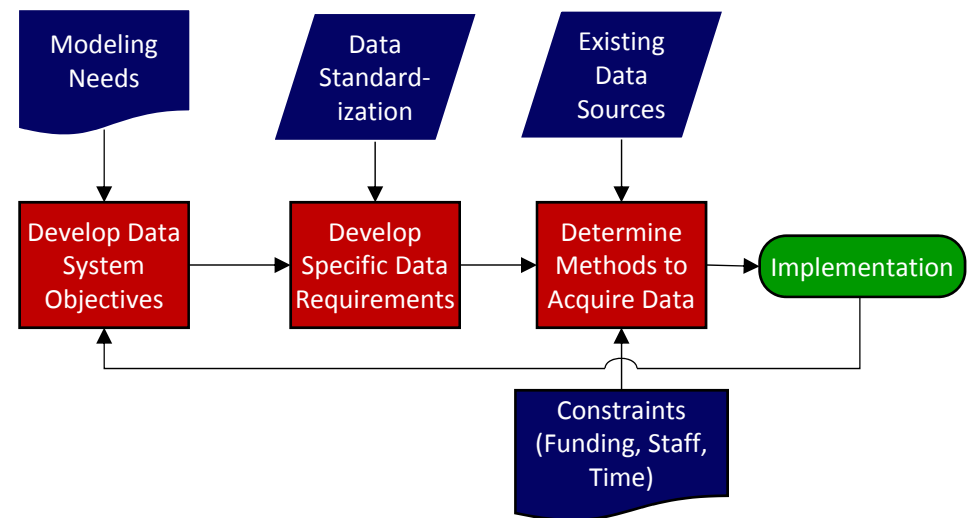 Modeling
Needs
Data
Standard-
ization
Existing
Data
Sources
Develop Data
System
Objectives
Develop
Specific Data
Requirements
Determine
Methods to
Acquire Data
Implementation
Constraints
(Funding, Staff,
Time)